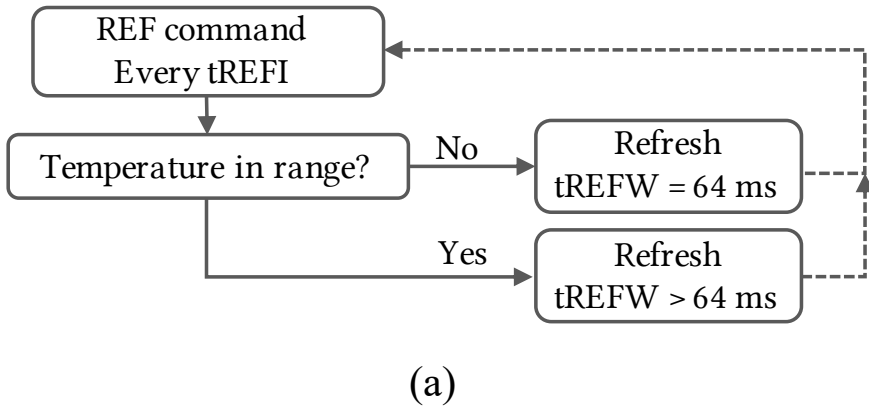 REF command
Every tREFI
Temperature in range?
No
Refresh
tREFW = 64 ms
Yes
Refresh
tREFW > 64 ms
(a)